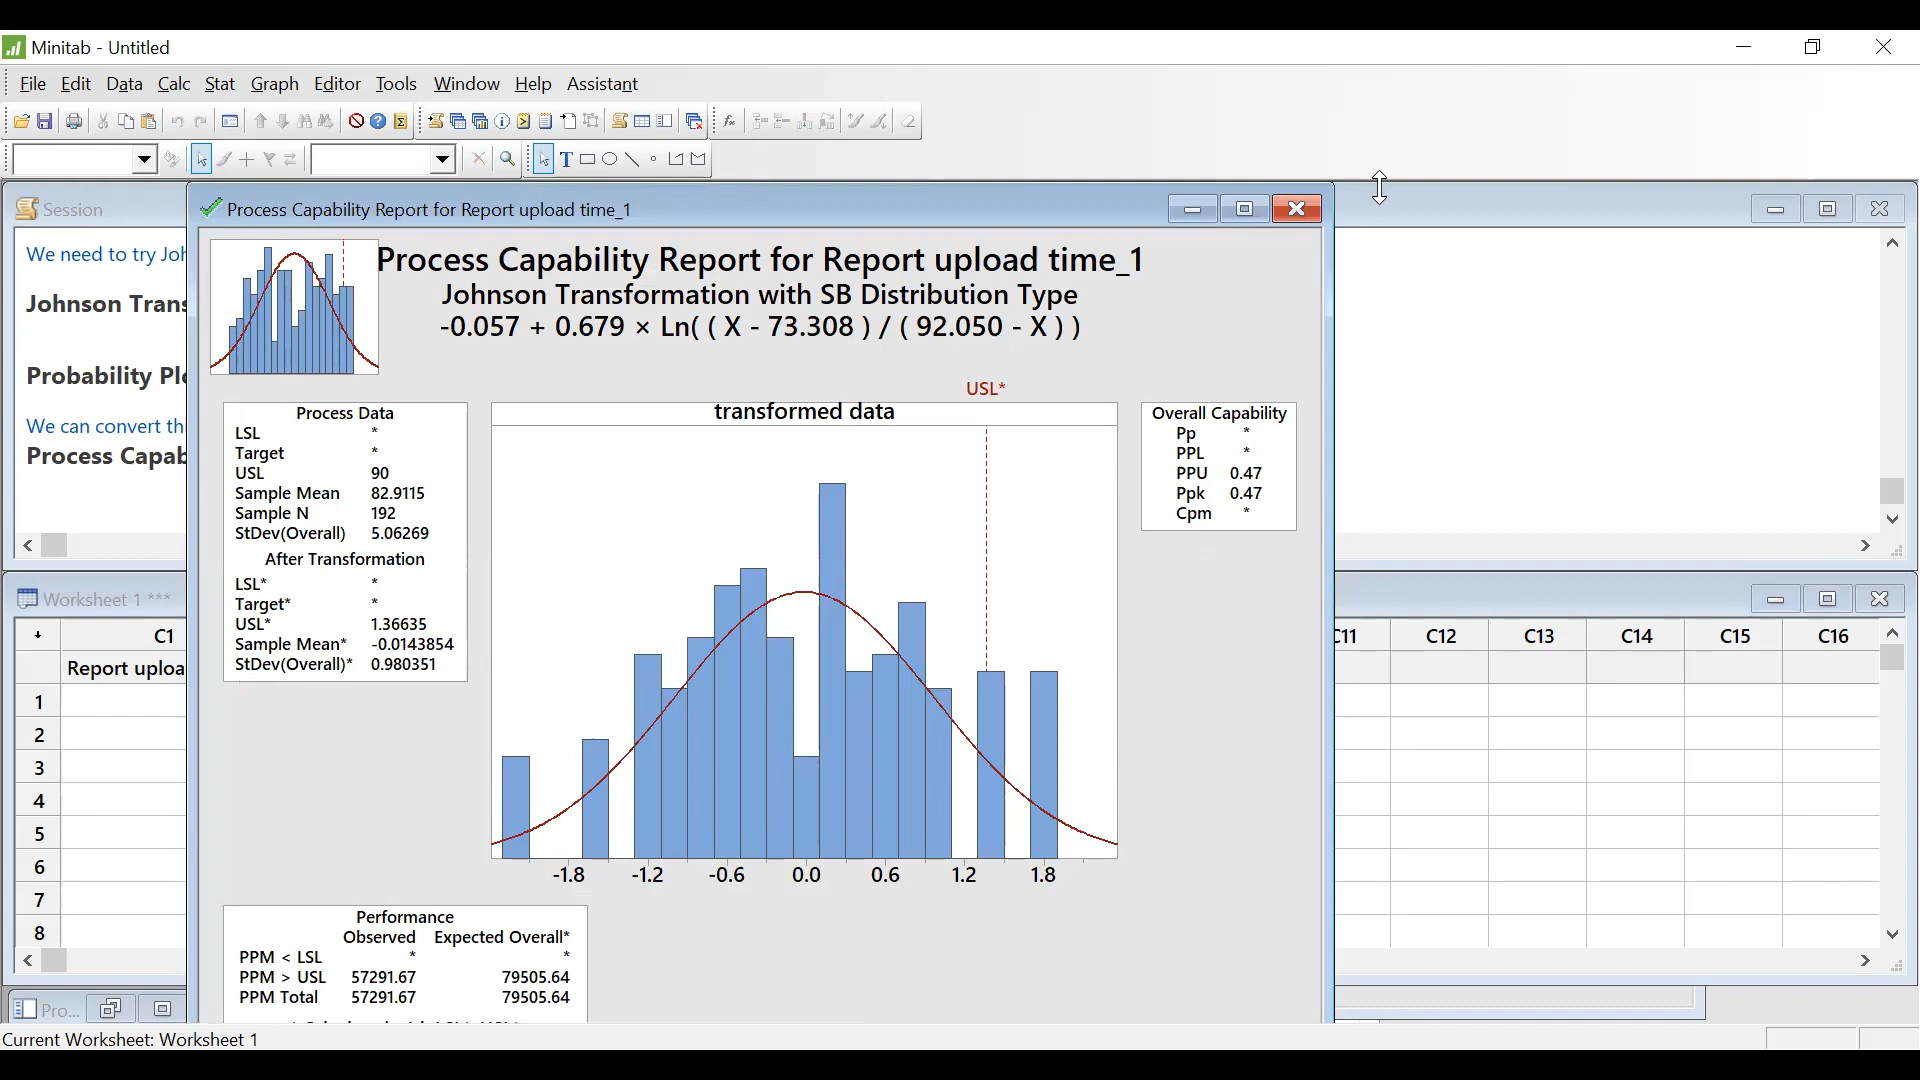 Minitab - Untitled
File Edit Data Calc Stat Graph Editor Tools Window Help Assistant
Session
Process Capability Report for Report upload time_1
We need to try Joh
Johnson Trans
Probability Plo
We can convert thi
Process Capab
Process Capability Report for Report upload time_1
Johnson Transformation with SB Distribution Type
-0.057 + 0.679 × Ln( ( X - 73.308 ) / ( 92.050 - X ) )
Process Data
LSL *
Target *
USL 90
Sample Mean 82.9115
Sample N 192
StDev(Overall) 5.06269
After Transformation
LSL* *
Target* *
USL* 1.36635
Sample Mean* -0.0143854
StDev(Overall)* 0.980351
USL*
transformed data
-1.8 -1.2 -0.6 0.0 0.6 1.2 1.8
Overall Capability
Pp *
PPL *
PPU 0.47
Ppk 0.47
Cpm *
Performance
Observed Expected Overall*
PPM < LSL * *
PPM > USL 57291.67 79505.64
PPM Total 57291.67 79505.64
Worksheet 1 ***
C1 C11 C12 C13 C14 C15 C16
Report uploa
1
2
3
4
5
6
7
8
Pro...
Current Worksheet: Worksheet 1